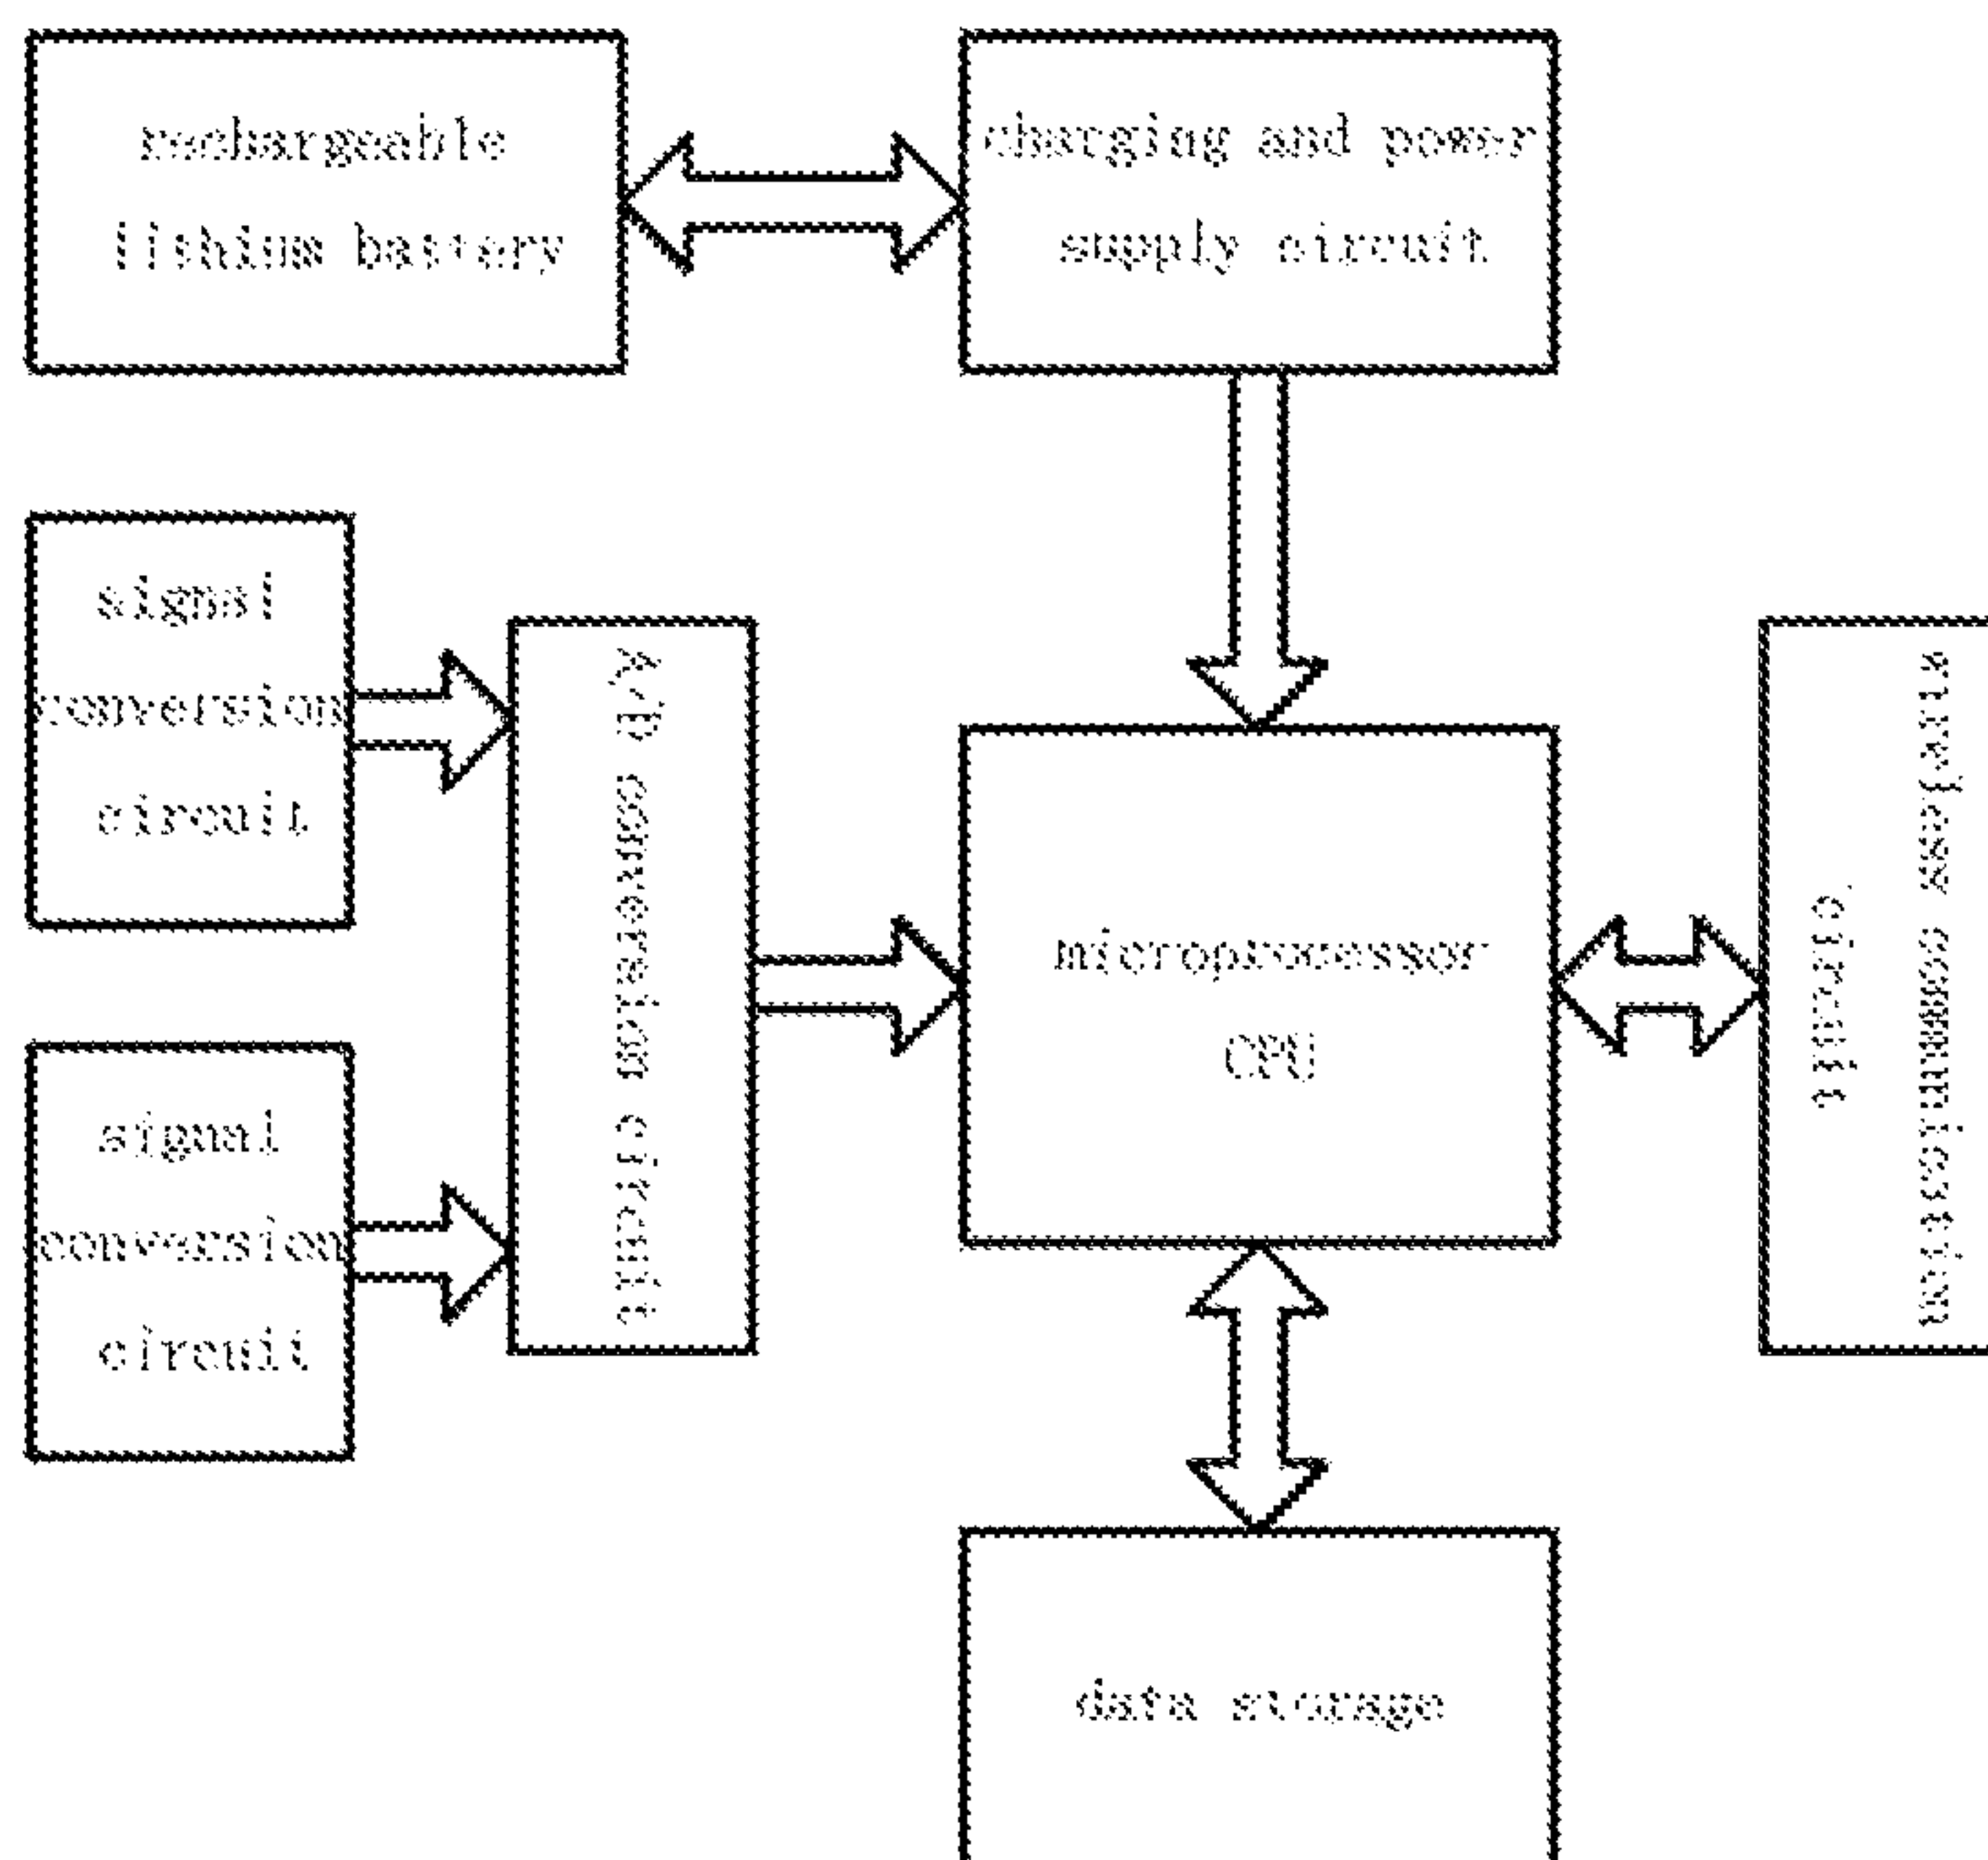 rechargeable
lithium battery
charging and power
supply circuit
signal
conversion
circuit
A/D conversion circuit
microprocessor
CPU
wireless communication
circuit
signal
conversion
circuit
data storage